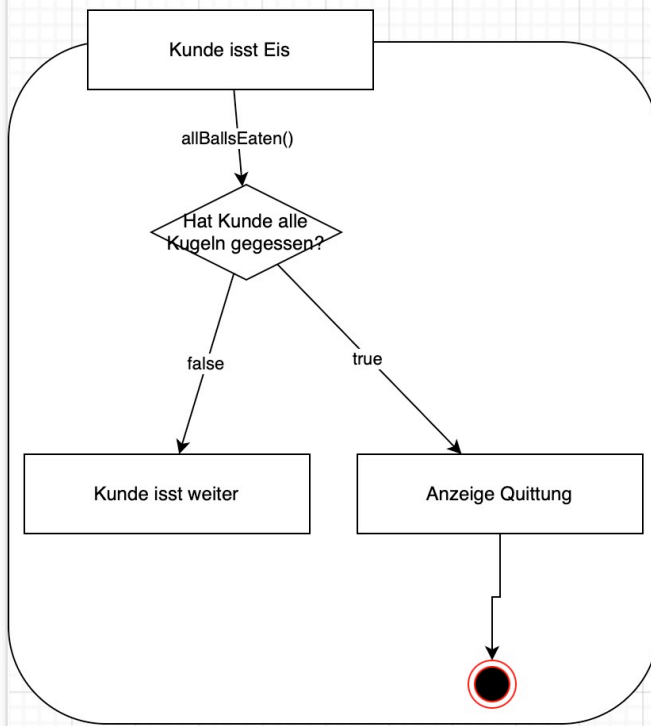 Kunde isst Eis
allBallsEaten()
Hat Kunde alle
Kugeln gegessen?
false
true
Kunde isst weiter
Anzeige Quittung